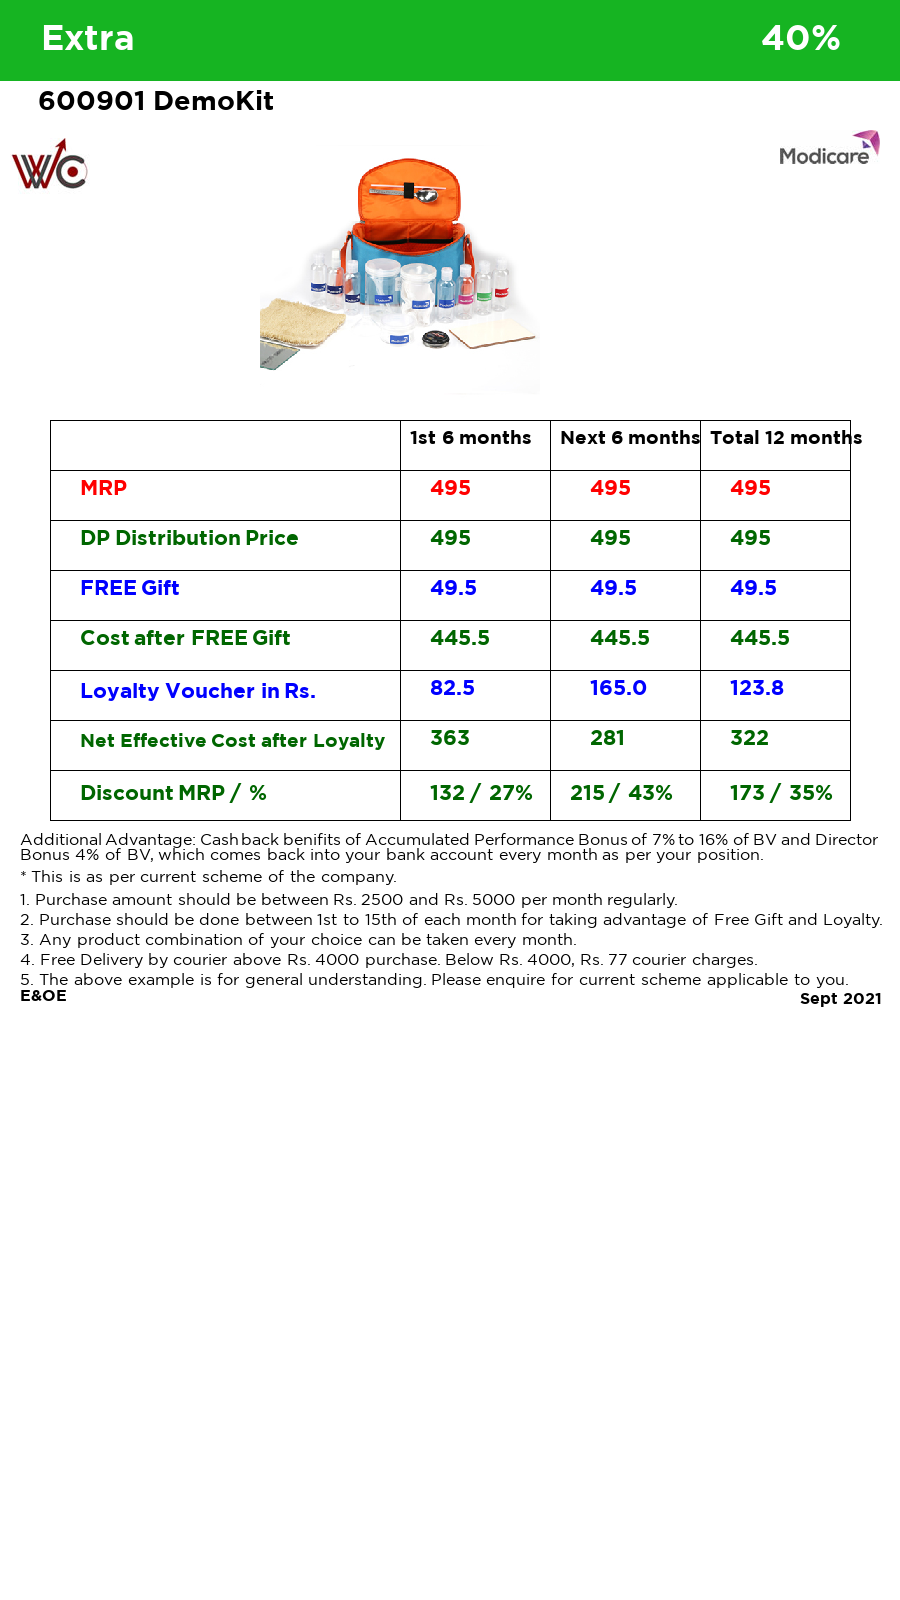 Extra 40%
600901 DemoKit
WC
Modicare
1st 6 months Next 6 months Total 12 months
MRP 495 495 495
DP Distribution Price 495 495 495
FREE Gift 49.5 49.5 49.5
Cost after FREE Gift 445.5 445.5 445.5
Loyalty Voucher in Rs. 82.5 165.0 123.8
Net Effective Cost after Loyalty 363 281 322
Discount MRP / % 132 / 27% 215 / 43% 173 / 35%
Additional Advantage: Cashback benifits of Accumulated Performance Bonus of 7% to 16% of BV and Director
Bonus 4% of BV, which comes back into your bank account every month as per your position.
* This is as per current scheme of the company.
1. Purchase amount should be between Rs. 2500 and Rs. 5000 per month regularly.
2. Purchase should be done between 1st to 15th of each month for taking advantage of Free Gift and Loyalty.
3. Any product combination of your choice can be taken every month.
4. Free Delivery by courier above Rs. 4000 purchase. Below Rs. 4000, Rs. 77 courier charges.
5. The above example is for general understanding. Please enquire for current scheme applicable to you.
E&OE
Sept 2021